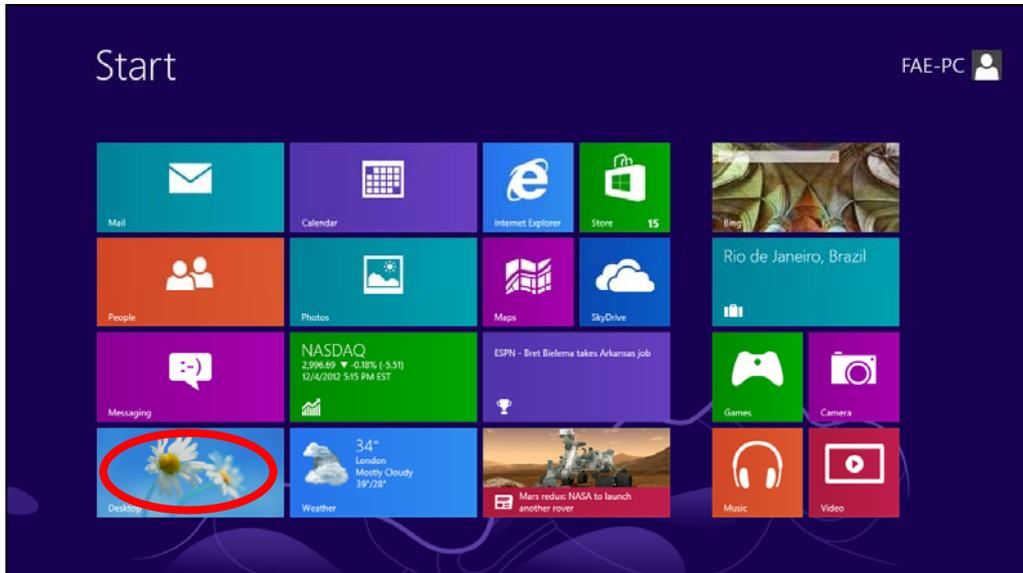 Start
FAE-PC
Mail
Calendar
Internet Explorer
Store 15
Bing
People
Photos
Maps
SkyDrive
Rio de Janeiro, Brazil
Messaging
NASDAQ
2,996.69 ▼ -0.18% (-5.51)
12/4/2012 5:15 PM EST
ESPN - Bret Bielema takes Arkansas job
Games
Camera
Desktop
34°
London
Mostly Cloudy
39°/28°
Weather
Mars redux: NASA to launch
another rover
Music
Video